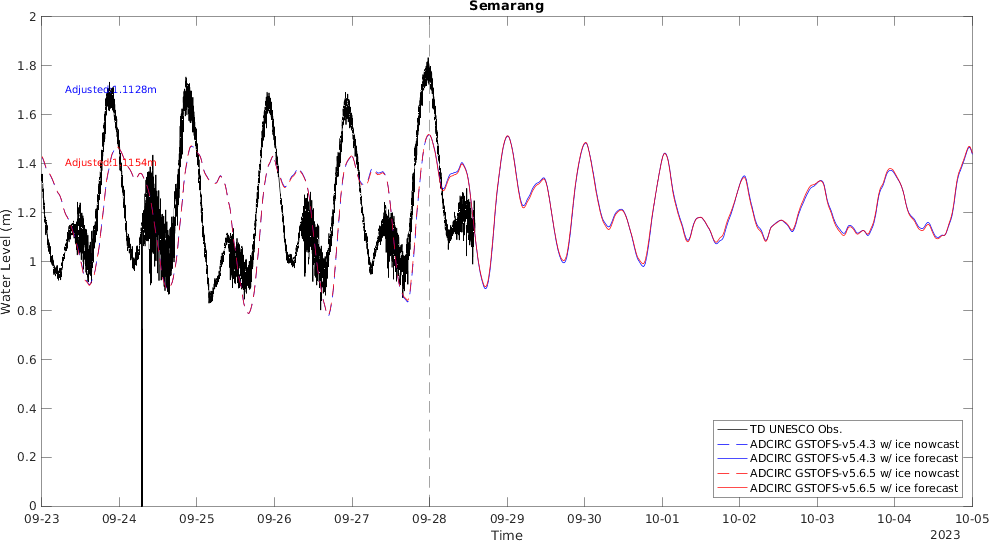 Semarang
2
1.8
1.6
1.4
1.2
1
0.8
0.6
0.4
0.2
0
Water Level (m)
Adjusted:1.1128m
Adjusted:1.1154m
TD UNESCO Obs.
ADCIRC GSTOFS-v5.4.3 w/ ice nowcast
ADCIRC GSTOFS-v5.4.3 w/ ice forecast
ADCIRC GSTOFS-v5.6.5 w/ ice nowcast
ADCIRC GSTOFS-v5.6.5 w/ ice forecast
09-23 09-24 09-25 09-26 09-27 09-28 09-29 09-30 10-01 10-02 10-03 10-04 10-05
Time
2023